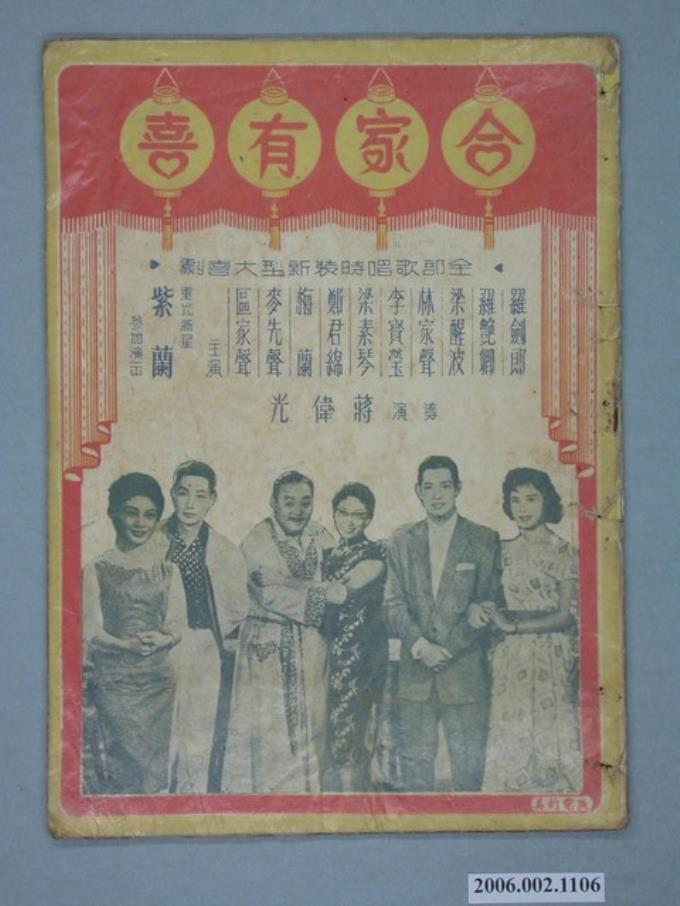 合家有喜
全部歌唱時裝新型大喜劇
羅劍郎
羅艷卿
梁醒波
林家聲
李寶瑩
梁素琴
鄭君綿
梅蘭
麥先聲
區家聲
主演
重光新星
紫蘭
參加演出
導演 蔣偉光
2006.002.1106